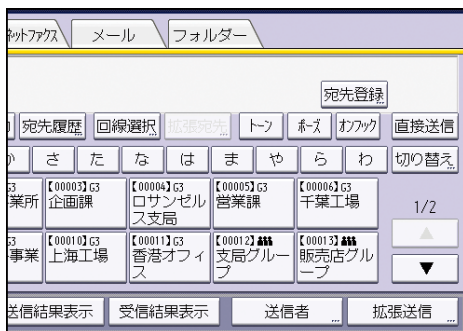 ネットファクス メール フォルダー
宛先登録
宛先履歴 回線選択 拡張宛先 トーン ポーズ オンフック 直接送信
か さ た な は ま や ら わ 切り替え
G3 【00003】G3 【00004】G3 【00005】G3 【00006】G3
業所 企画課 ロサンゼル 営業課 千葉工場
ス支局
1/2
G3 【00010】G3 【00011】G3 【00012】 【00013】
事業 上海工場 香港オフィ 支局グルー 販売店グル
ス プ ープ
送信結果表示 受信結果表示 送信者 拡張送信